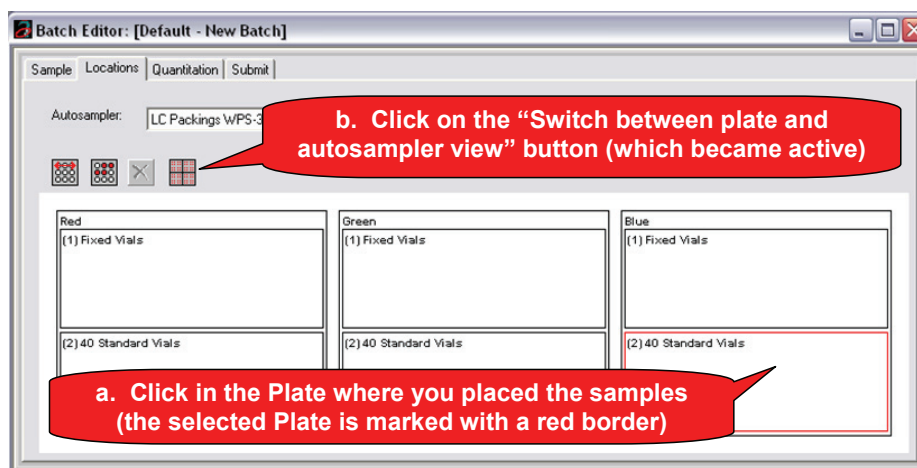 Batch Editor: [Default - New Batch]
Sample Locations Quantitation Submit
Autosampler: LC Packings WPS-3
b. Click on the “Switch between plate and
autosampler view” button (which became active)
Red Green Blue
(1) Fixed Vials (1) Fixed Vials (1) Fixed Vials
(2) 40 Standard Vials (2) 40 Standard Vials (2) 40 Standard Vials
a. Click in the Plate where you placed the samples
(the selected Plate is marked with a red border)